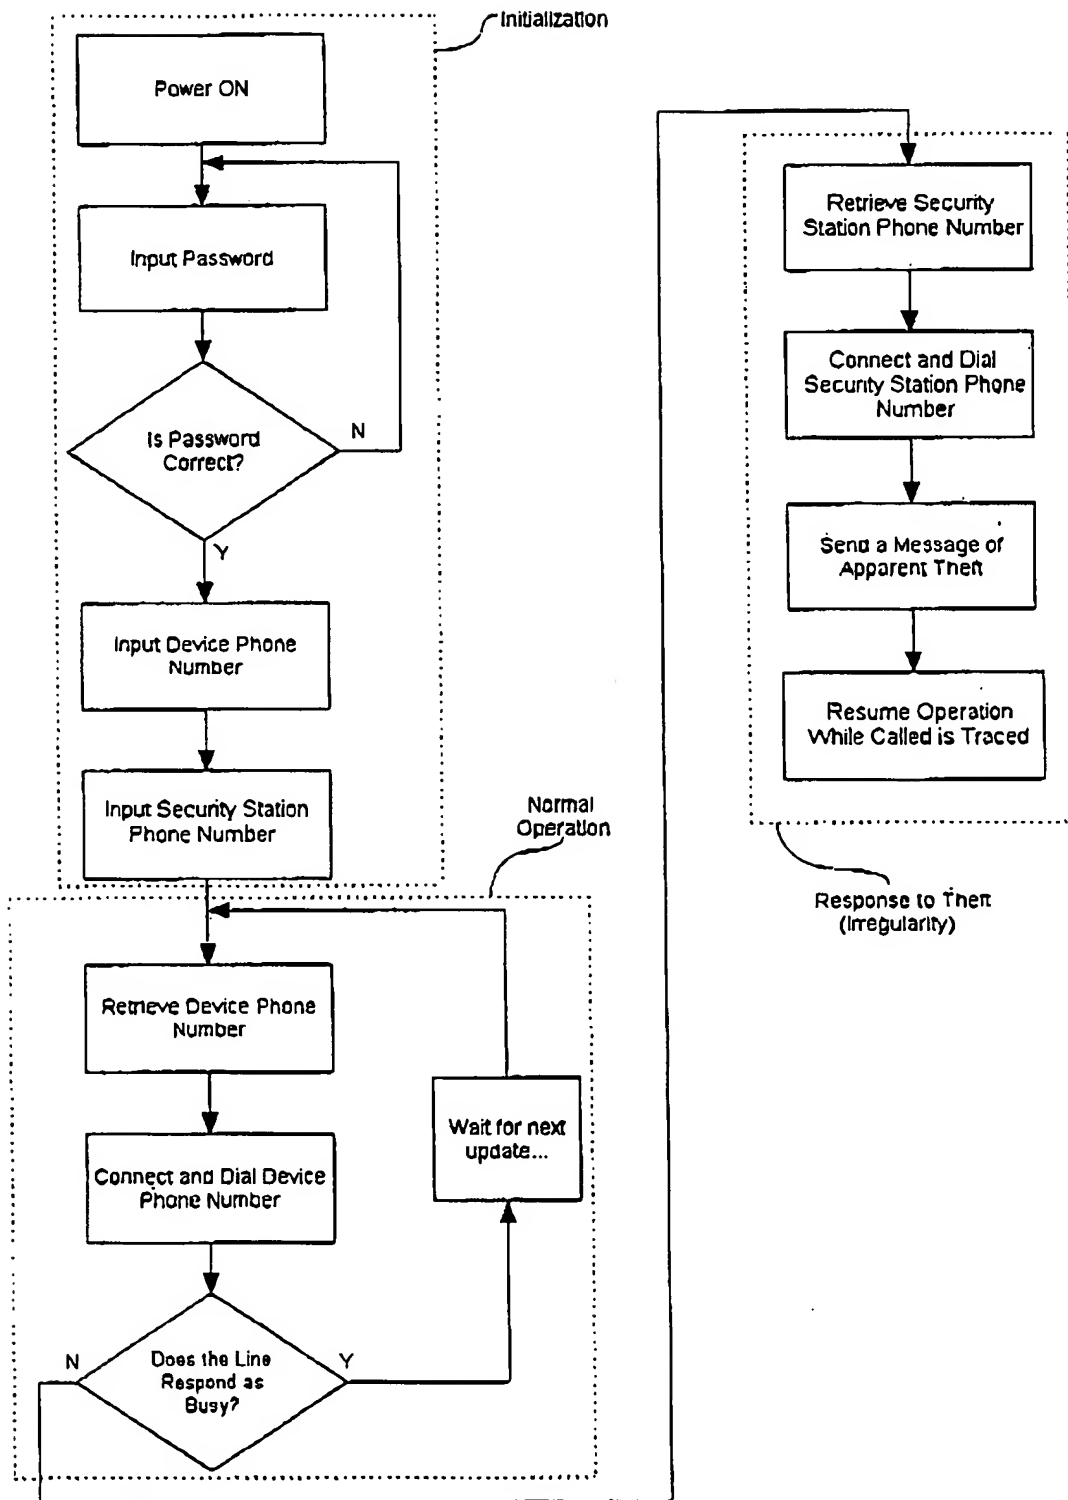 Initialization
Power ON
Input Password
Is Password
Correct?
N
Y
Input Device Phone
Number
Input Security Station
Phone Number
Normal
Operation
Retrieve Device Phone
Number
Connect and Dial Device
Phone Number
Wait for next
update...
Does the Line
Respond as
Busy?
N
Y
Retrieve Security
Station Phone Number
Connect and Dial
Security Station Phone
Number
Send a Message of
Apparent Theft
Resume Operation
While Called is Traced
Response to Theft
(Irregularity)